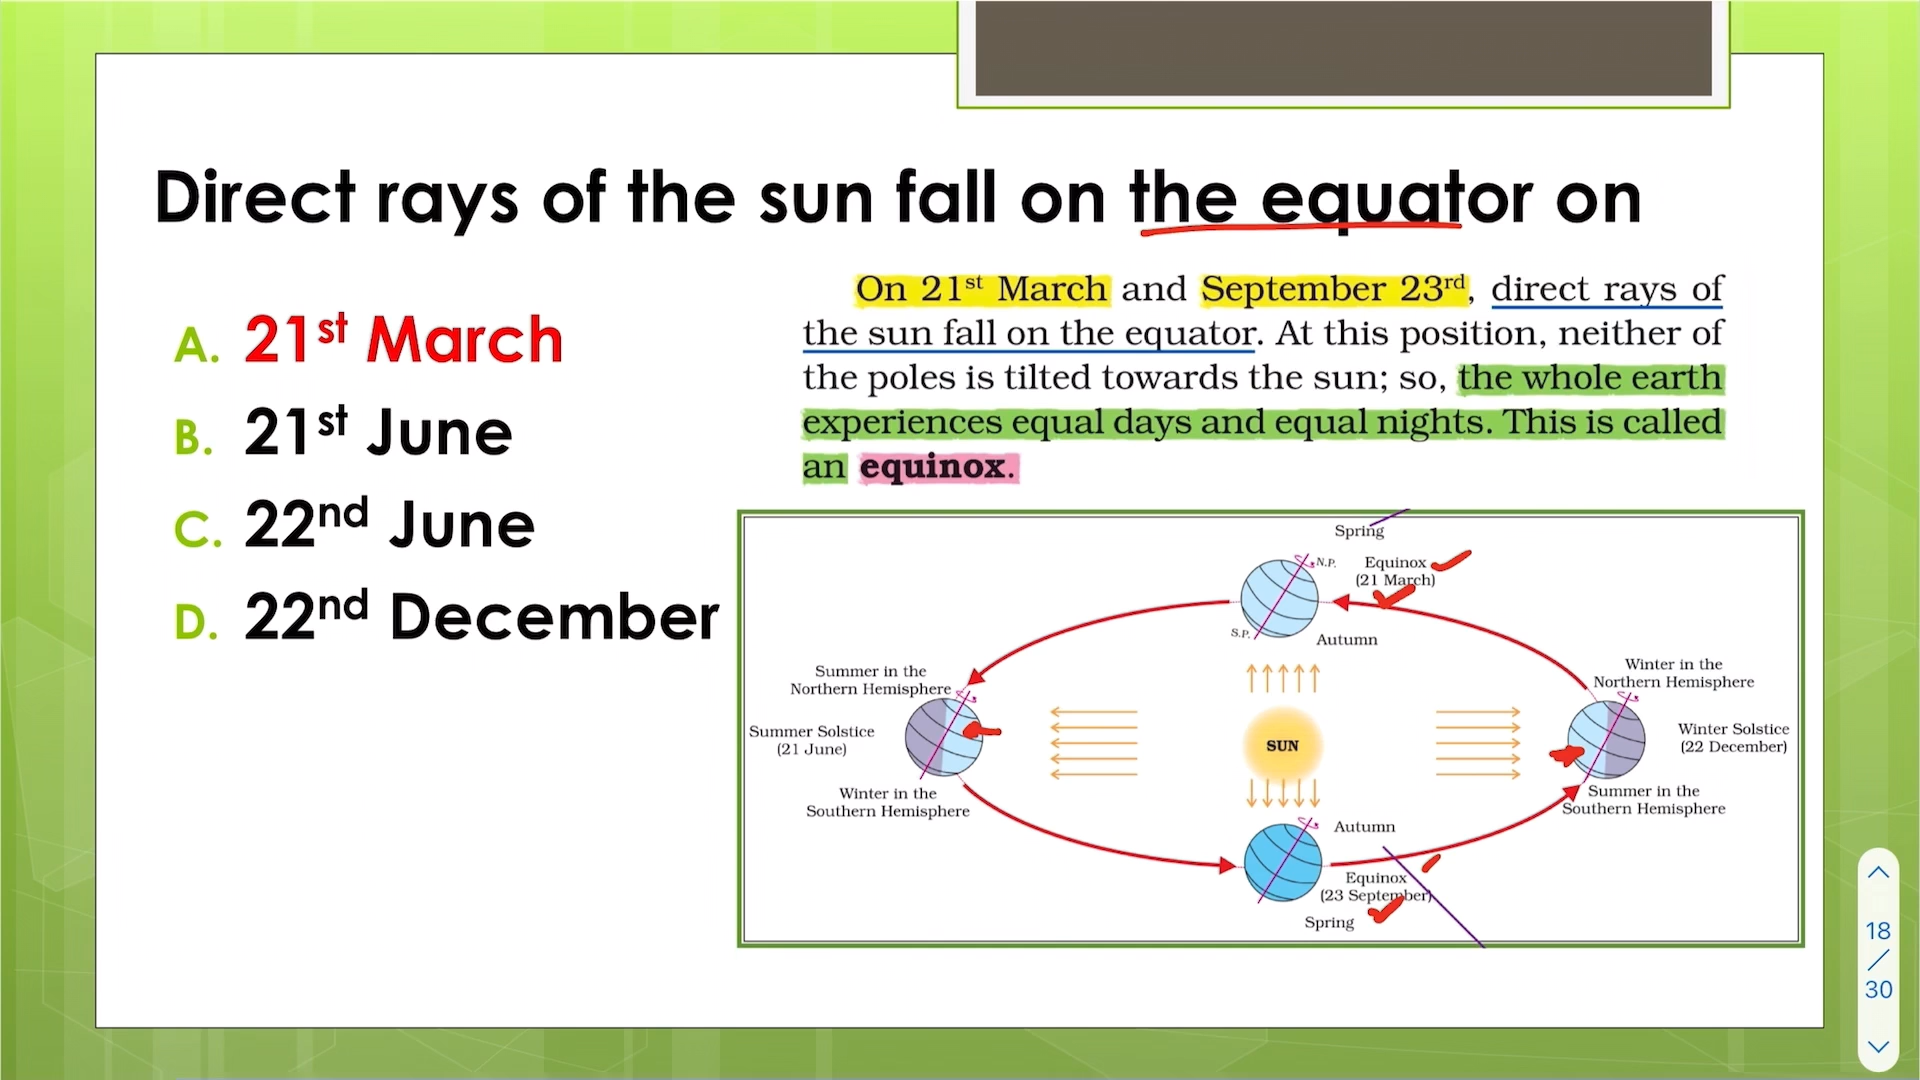 Direct rays of the sun fall on the equator on
A. 21st March
B. 21st June
C. 22nd June
D. 22nd December
On 21st March and September 23rd, direct rays of
the sun fall on the equator. At this position, neither of
the poles is tilted towards the sun; so, the whole earth
experiences equal days and equal nights. This is called
an equinox.
Spring
N.P.
Equinox
(21 March)
S.P.
Autumn
Summer in the
Northern Hemisphere
Winter in the
Northern Hemisphere
Summer Solstice
(21 June)
SUN
Winter Solstice
(22 December)
Winter in the
Southern Hemisphere
Summer in the
Southern Hemisphere
Autumn
Equinox
(23 September)
Spring
18
/
30